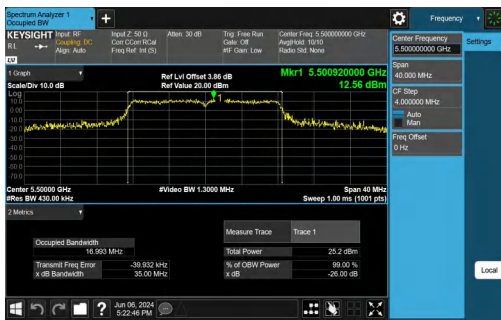 Spectrum Analyzer 1
Occupied BW
Frequency
KEYSIGHT
Input: RF
Input Z: 50 Ω
Atten: 30 dB
Trig: Free Run
Center Freq: 5.500000000 GHz
RL
Coupling: DC
Corr CCorr RCal
Gate: Off
Avg|Hold: 10/10
Align: Auto
Freq Ref: Int (S)
#IF Gain: Low
Radio Std: None
Center Frequency
5.500000000 GHz
Settings
1 Graph
Scale/Div 10.0 dB
Ref Lvl Offset 3.86 dB
Ref Value 20.00 dBm
Mkr1 5.500920000 GHz
12.56 dBm
Span
40.000 MHz
CF Step
4.000000 MHz
Auto
Man
Freq Offset
0 Hz
Log
10.0
0.00
-10.0
-20.0
-30.0
-40.0
-50.0
-60.0
-70.0
1
Center 5.50000 GHz
#Video BW 1.3000 MHz
Span 40 MHz
#Res BW 430.00 kHz
Sweep 1.00 ms (1001 pts)
2 Metrics
Measure Trace
Trace 1
Occupied Bandwidth
16.993 MHz
Total Power
25.2 dBm
Transmit Freq Error
-39.932 kHz
% of OBW Power
99.00 %
x dB Bandwidth
35.00 MHz
x dB
-26.00 dB
Local
?
Jun 06, 2024
5:22:46 PM